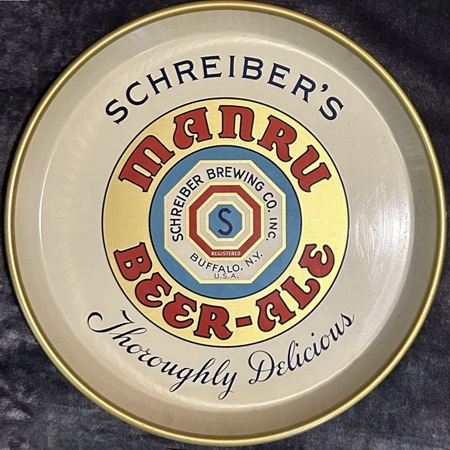 SCHREIBER'S
MANRU
SCHREIBER BREWING CO. INC.
S
REGISTERED
BUFFALO, N.Y.
U.S.A.
BEER-ALE
Thoroughly Delicious